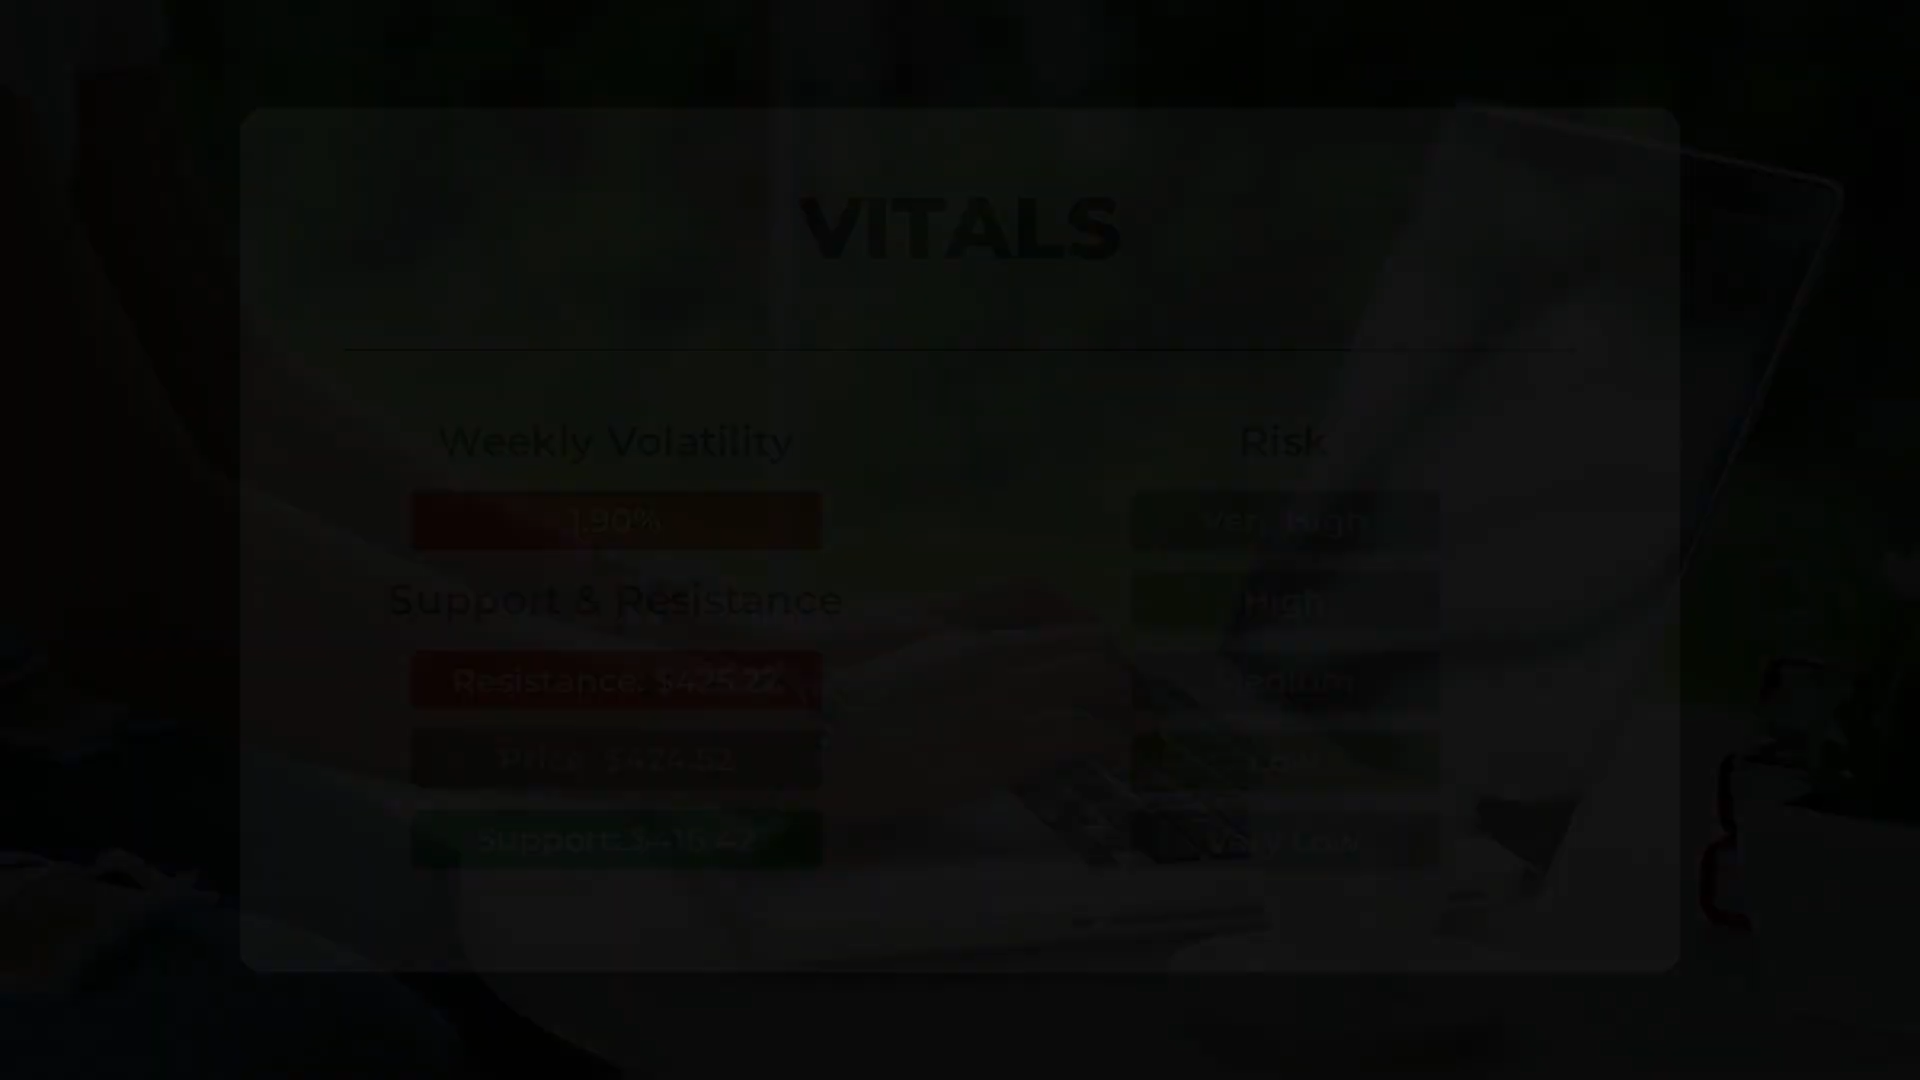 VITALS
Weekly Volatility
1.90%
Support & Resistance
Resistance:
Price:
Support:
Risk
Very High
High
Medium
Low
Very Low